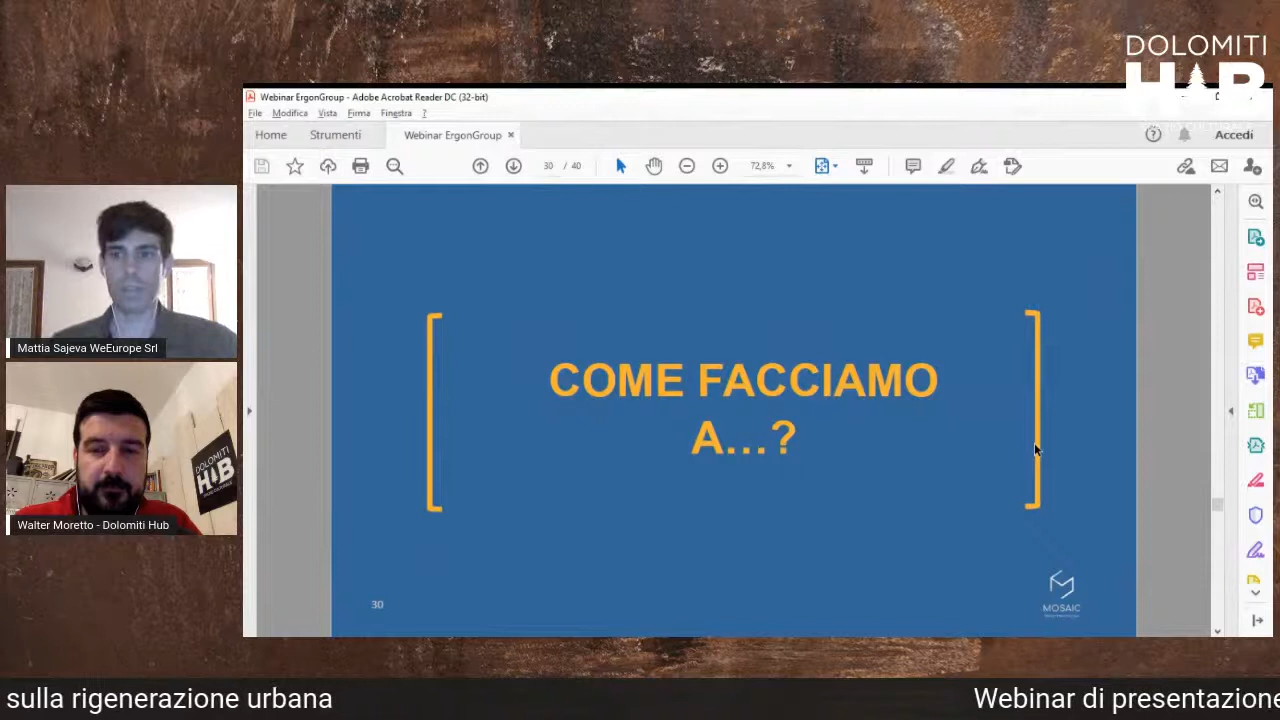 DOLOMITI
HUB
Webinar ErgonGroup - Adobe Acrobat Reader DC (32-bit)
File Modifica Vista Firma Finestra ?
Home Strumenti Webinar ErgonGroup × Accedi
30 / 40 72,8%
COME FACCIAMO
A...?
30
MOSAIC
Mattia Sajeva WeEurope Srl
DOLOMITI
HUB
Walter Moretto - Dolomiti Hub
sulla rigenerazione urbana
Webinar di presentazione